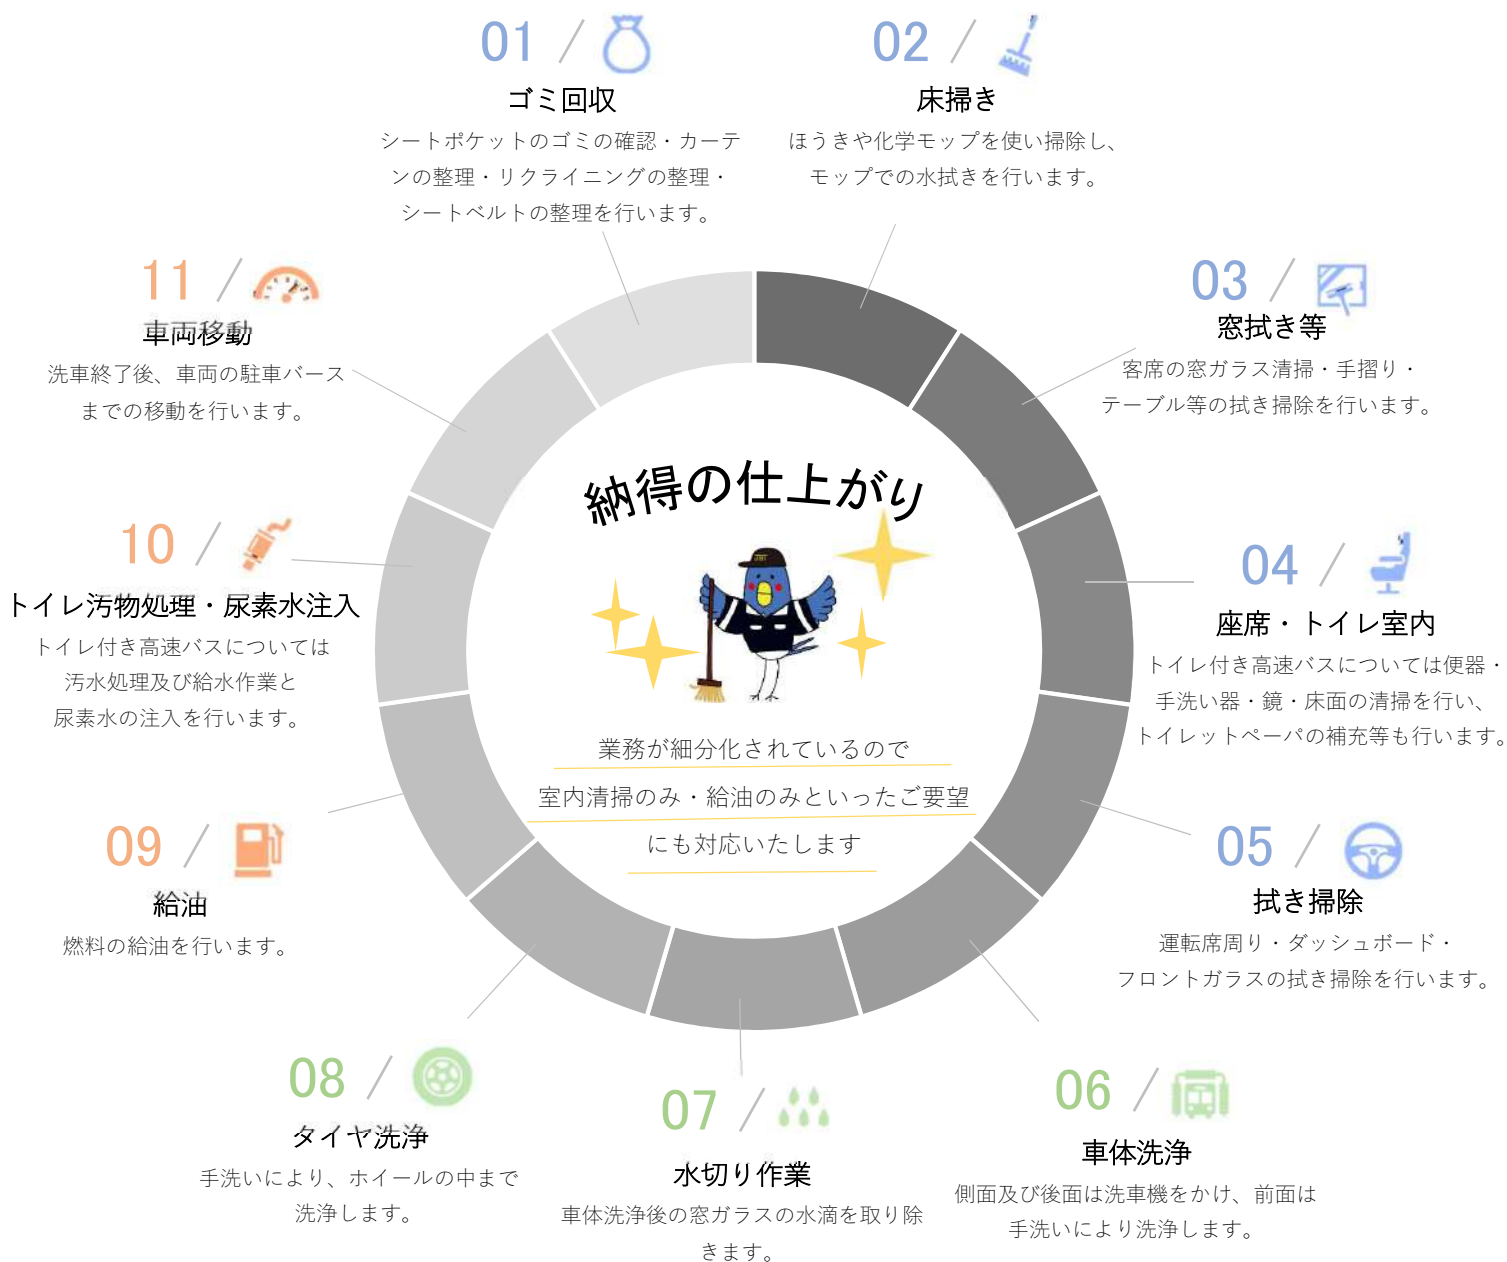 01
ゴミ回収
シートポケットのゴミの確認・カーテ
ンの整理・リクライニングの整理・
シートベルトの整理を行います。
02
床掃き
ほうきや化学モップを使い掃除し、
モップでの水拭きを行います。
03
窓拭き等
客席の窓ガラス清掃・手摺り・
テーブル等の拭き掃除を行います。
04
座席・トイレ室内
トイレ付き高速バスについては便器・
手洗い器・鏡・床面の清掃を行い、
トイレットペーパの補充等も行います。
05
拭き掃除
運転席周り・ダッシュボード・
フロントガラスの拭き掃除を行います。
06
車体洗浄
側面及び後面は洗車機をかけ、前面は
手洗いにより洗浄します。
07
水切り作業
車体洗浄後の窓ガラスの水滴を取り除
きます。
08
タイヤ洗浄
手洗いにより、ホイールの中まで
洗浄します。
09
給油
燃料の給油を行います。
10
トイレ汚物処理・尿素水注入
トイレ付き高速バスについては
汚水処理及び給水作業と
尿素水の注入を行います。
11
車両移動
洗車終了後、車両の駐車バース
までの移動を行います。
納得の仕上がり
業務が細分化されているので
室内清掃のみ・給油のみといったご要望
にも対応いたします